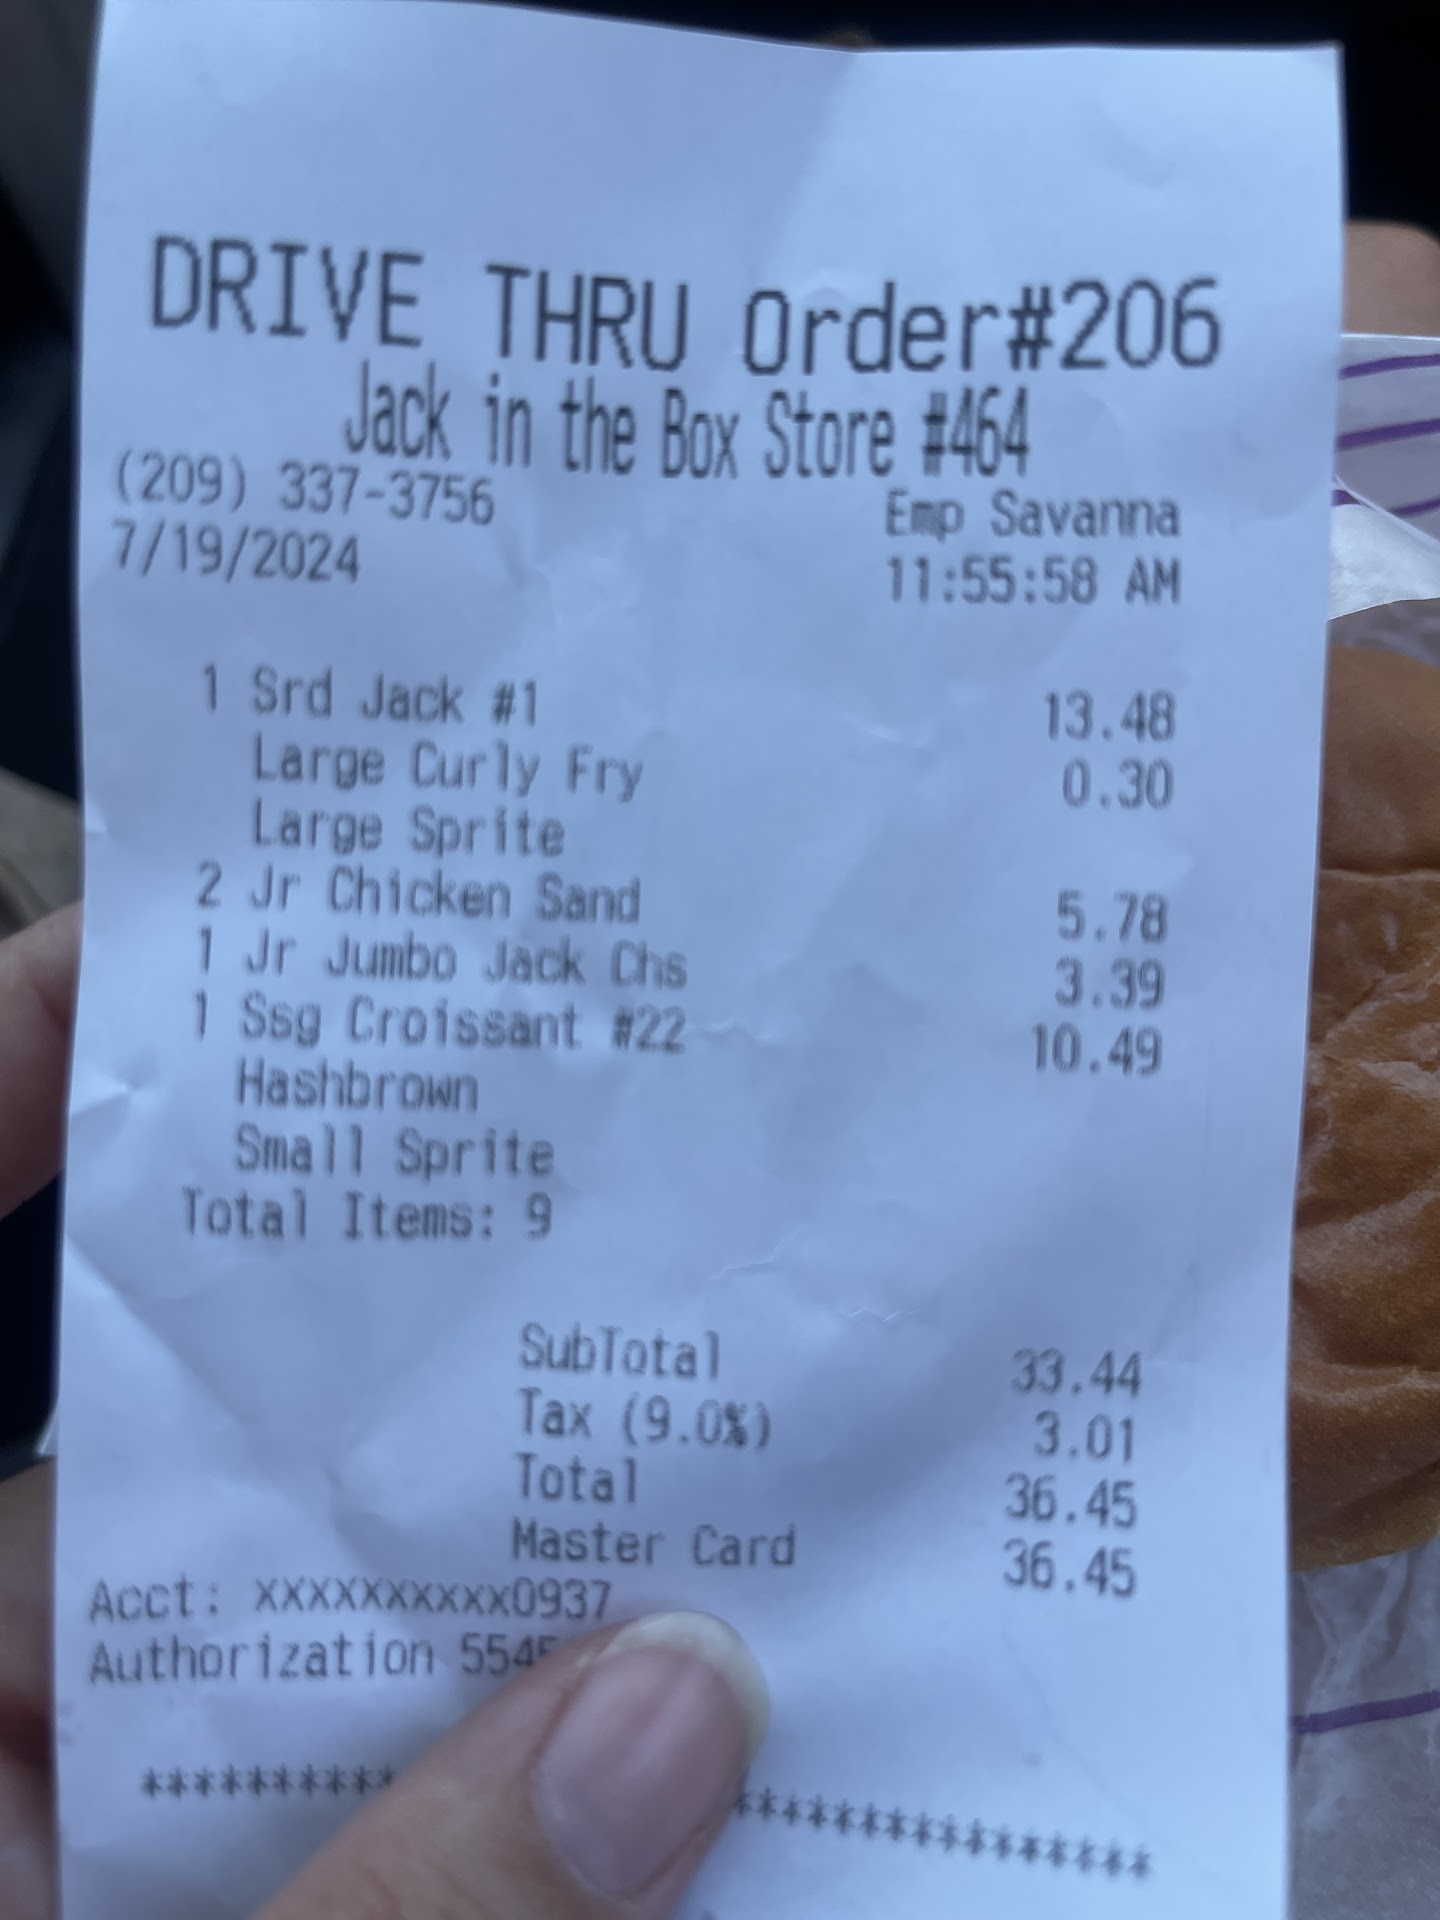 DRIVE THRU Order#206
Jack in the Box Store #464
(209) 337-3756 Emp Savanna
7/19/2024 11:55:58 AM
1 Srd Jack #1 13.48
Large Curly Fry 0.30
Large Sprite
2 Jr Chicken Sand 5.78
1 Jr Jumbo Jack Chs 3.39
1 Ssg Croissant #22 10.49
Hashbrown
Small Sprite
Total Items: 9
SubTotal 33.44
Tax (9.0%) 3.01
Total 36.45
Master Card 36.45
Acct: xxxxxxxxxx0937
Authorization